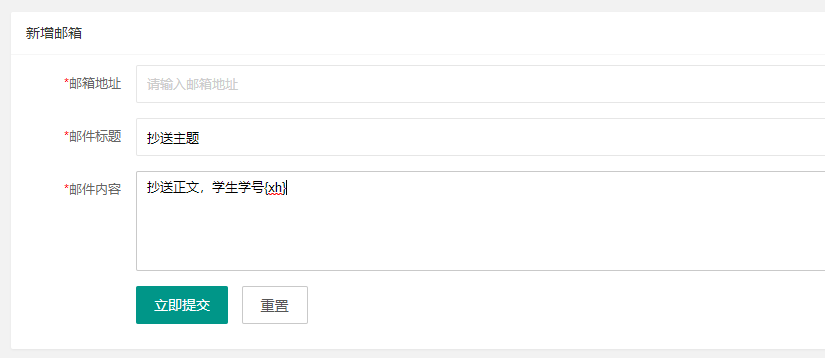 新增邮箱
*邮箱地址 请输入邮箱地址
*邮件标题 抄送主题
*邮件内容 抄送正文，学生学号{xh}
立即提交 重置